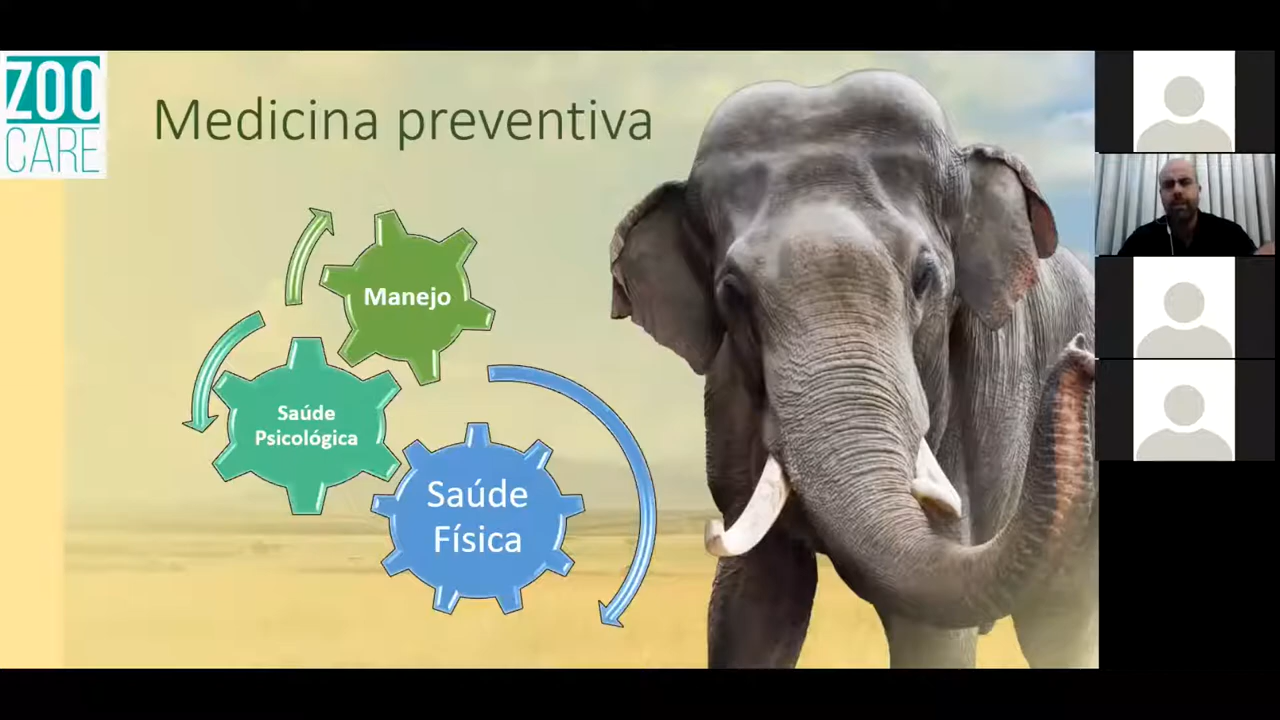 ZOO
CARE
Medicina preventiva
Manejo
Saúde
Psicológica
Saúde
Física